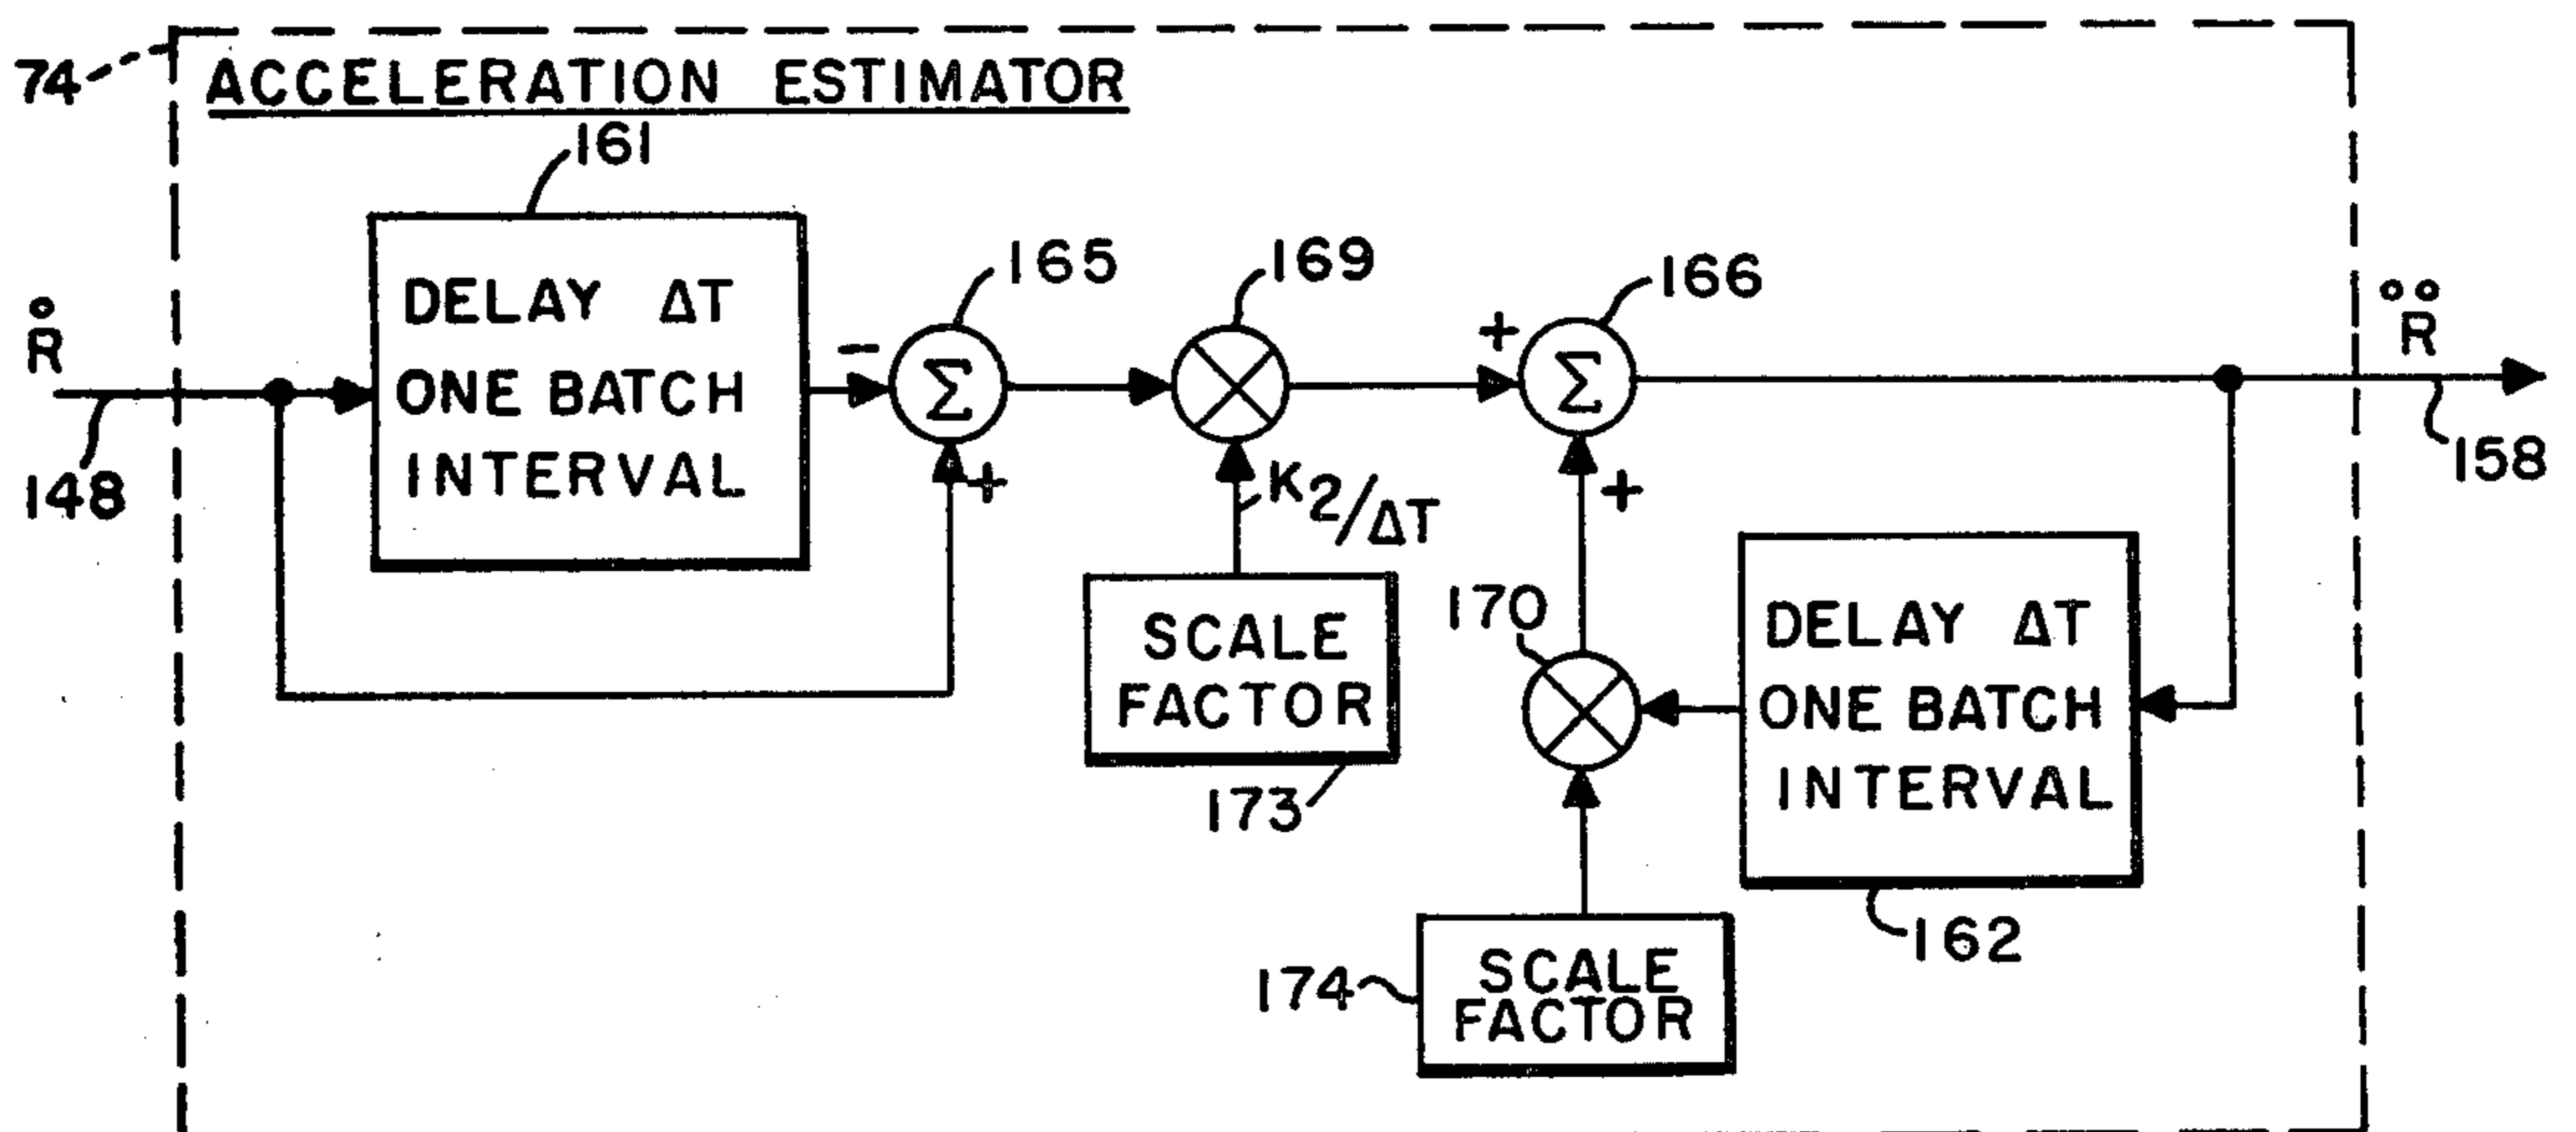 74
ACCELERATION ESTIMATOR
161
165
169
166
DELAY ΔT
ONE BATCH
INTERVAL
Ṙ
148
-
Σ
+
K2/ΔT
+
Σ
+
R̈
158
SCALE
FACTOR
173
170
DELAY ΔT
ONE BATCH
INTERVAL
162
174
SCALE
FACTOR